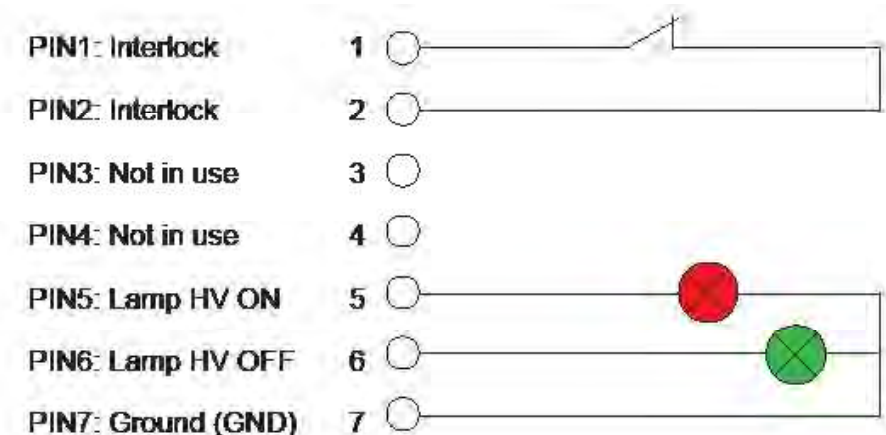 PIN1: Interlock 1
PIN2: Interlock 2
PIN3: Not in use 3
PIN4: Not in use 4
PIN5: Lamp HV ON 5
PIN6: Lamp HV OFF 6
PIN7: Ground (GND) 7